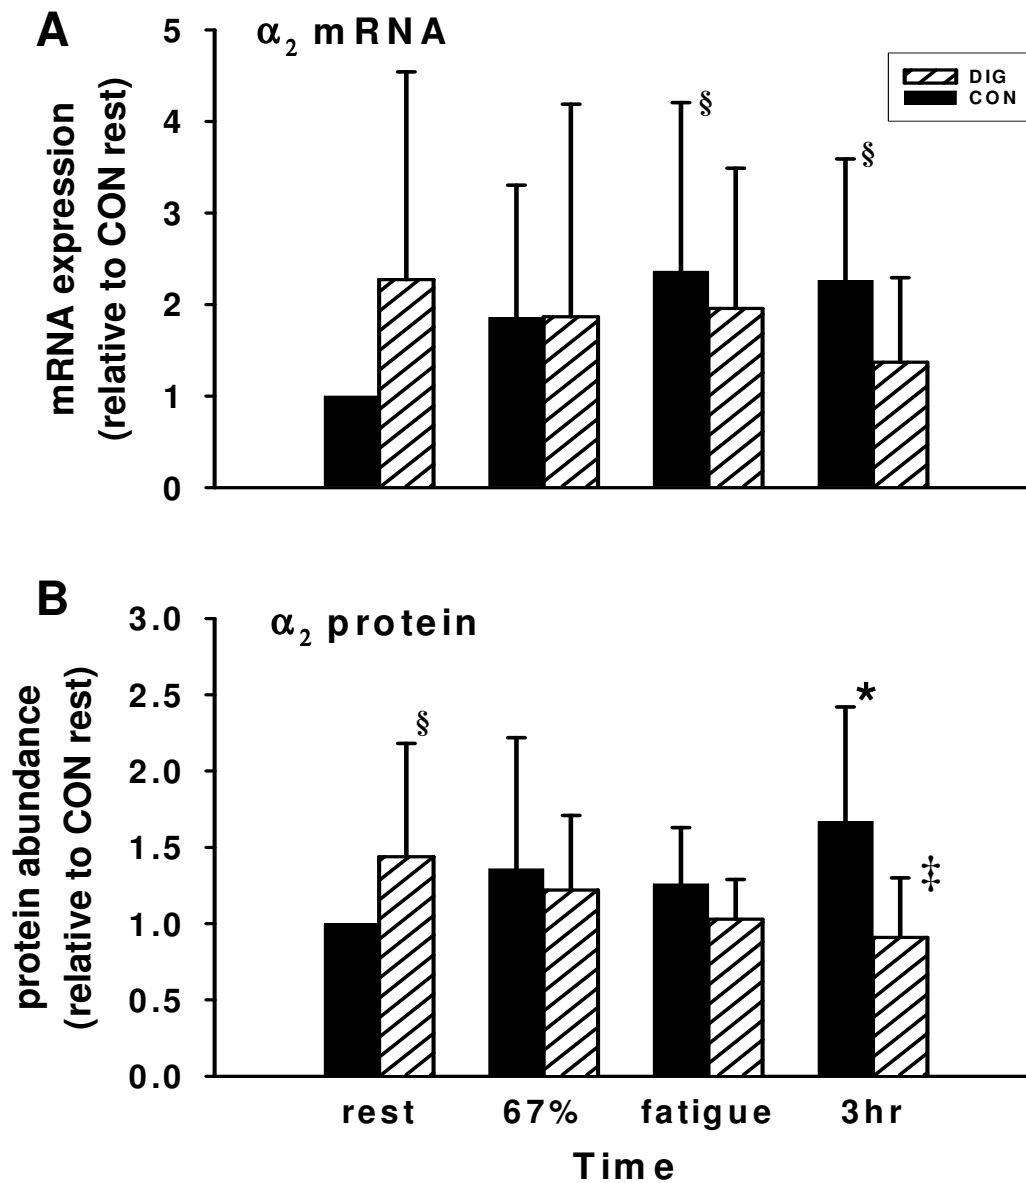 A
α2 mRNA
DIG
CON
mRNA expression
(relative to CON rest)
5
4
3
2
1
0
§
§
B
α2 protein
protein abundance
(relative to CON rest)
3.0
2.5
2.0
1.5
1.0
0.5
0.0
§
*
‡
rest 67% fatigue 3hr
Time